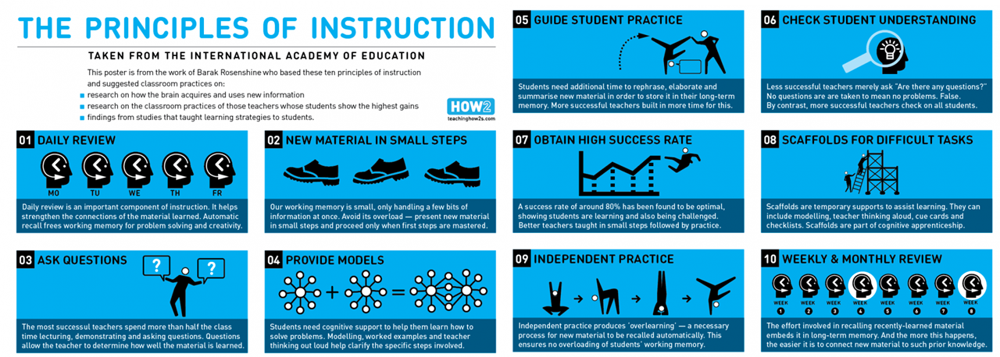 THE PRINCIPLES OF INSTRUCTION
TAKEN FROM THE INTERNATIONAL ACADEMY OF EDUCATION
This poster is from the work of Barak Rosenshine who based these ten principles of instruction
and suggested classroom practices on:
research on how the brain acquires and uses new information
research on the classroom practices of those teachers whose students show the highest gains
findings from studies that taught learning strategies to students.
HOW2
teachinghow2s.com
01 DAILY REVIEW
MO TU WE TH FR
Daily review is an important component of instruction. It helps
strengthen the connections of the material learned. Automatic
recall frees working memory for problem solving and creativity.
02 NEW MATERIAL IN SMALL STEPS
Our working memory is small, only handling a few bits of
information at once. Avoid its overload — present new material
in small steps and proceed only when first steps are mastered.
03 ASK QUESTIONS
? ?
The most successul teachers spend more than half the class
time lecturing, demonstrating and asking questions. Questions
allow the teacher to determine how well the material is learned.
04 PROVIDE MODELS
+ =
Students need cognitive support to help them learn how to
solve problems. Modelling, worked examples and teacher
thinking out loud help clarify the specific steps involved.
05 GUIDE STUDENT PRACTICE
Students need additional time to rephrase, elaborate and
summarise new material in order to store it in their long-term
memory. More successful teachers built in more time for this.
06 CHECK STUDENT UNDERSTANDING
Less successful teachers merely ask “Are there any questions?”
No questions are taken to mean no problems. False.
By contrast, more successful teachers check on all students.
07 OBTAIN HIGH SUCCESS RATE
A success rate of around 80% has been found to be optimal,
showing students are learning and also being challenged.
Better teachers taught in small steps followed by practice.
08 SCAFFOLDS FOR DIFFICULT TASKS
Scaffolds are temporary supports to assist learning. They can
include modelling, teacher thinking aloud, cue cards and
checklists. Scaffolds are part of cognitive apprenticeship.
09 INDEPENDENT PRACTICE
Independent practice produces ‘overlearning’ — a necessary
process for new material to be recalled automatically. This
ensures no overloading of students’ working memory.
10 WEEKLY & MONTHLY REVIEW
WEEK WEEK WEEK WEEK WEEK WEEK WEEK WEEK
1 2 3 4 5 6 7 8
The effort involved in recalling recently-learned material
embeds it in long-term memory. And the more this happens,
the easier it is to connect new material to such prior knowledge.